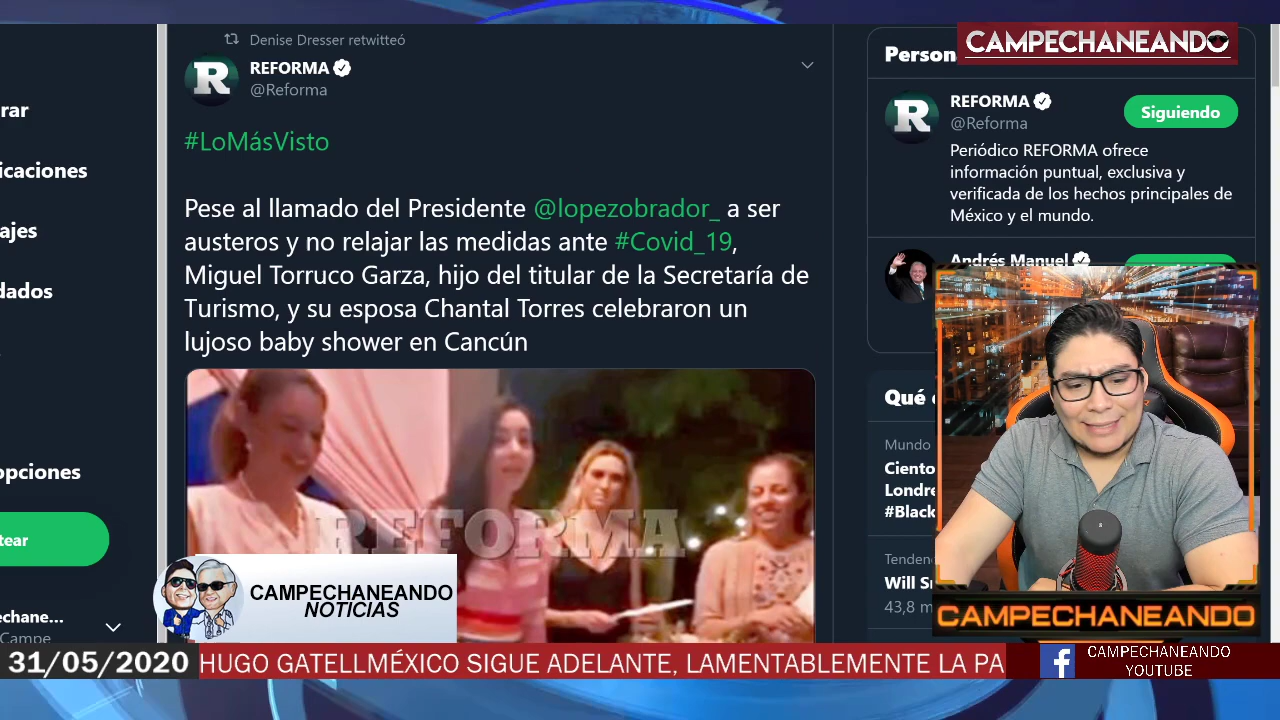 Denise Dresser retwitteó
REFORMA
@Reforma
#LoMásVisto
Pese al llamado del Presidente @lopezobrador_ a ser
austeros y no relajar las medidas ante #Covid_19,
Miguel Torruco Garza, hijo del titular de la Secretaría de
Turismo, y su esposa Chantal Torres celebraron un
lujoso baby shower en Cancún
REFORMA
rar
icaciones
ajes
dados
opciones
tear
chane...
Campe
CAMPECHANEANDO
Person
R
REFORMA
@Reforma
Siguiendo
Periódico REFORMA ofrece
información puntual, exclusiva y
verificada de los hechos principales de
México y el mundo.
Andrés Manuel
Qué
Mundo
Ciento
Londre
#Black
Tendenc
Will Sm
43,8 m
CAMPECHANEANDO
CAMPECHANEANDO
NOTICIAS
31/05/2020
HUGO GATELLMÉXICO SIGUE ADELANTE, LAMENTABLEMENTE LA PA
CAMPECHANEANDO
YOUTUBE